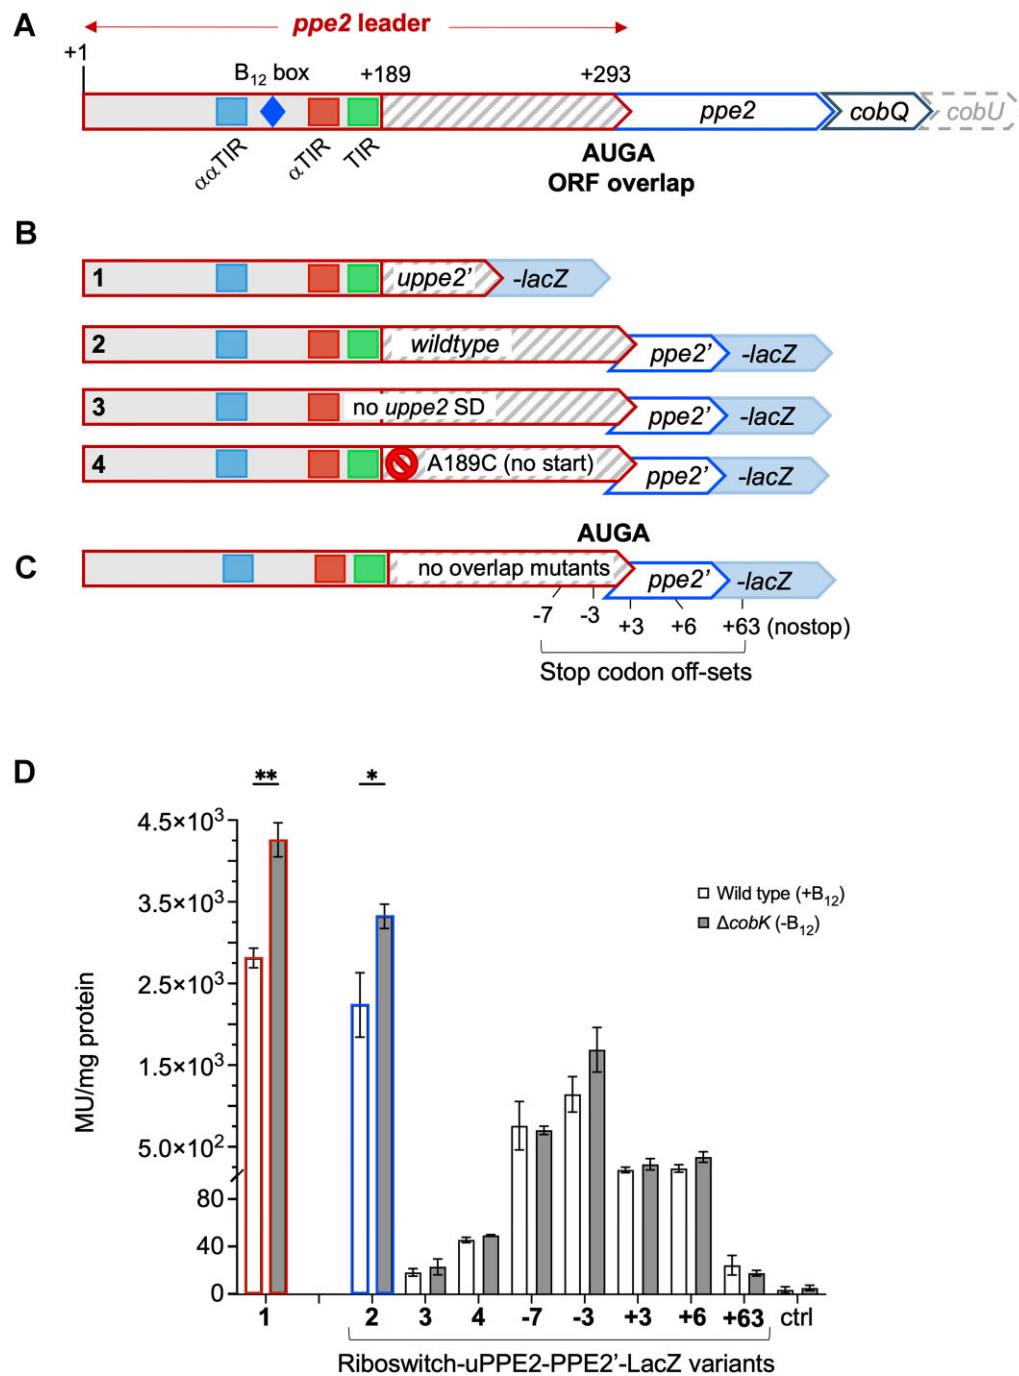 A
ppe2 leader
+1
B12 box
+189
+293
ppe2
cobQ
cobU
ααTIR
αTIR
TIR
AUGA
ORF overlap
B
1
uppe2’
-lacZ
2
wildtype
ppe2’
-lacZ
3
no uppe2 SD
ppe2’
-lacZ
4
A189C (no start)
ppe2’
-lacZ
AUGA
C
no overlap mutants
ppe2’
-lacZ
-7
-3
+3
+6
+63 (nostop)
Stop codon off-sets
D
**
*
4.5×10³
3.5×10³
2.5×10³
1.5×10³
5.0×10²
80
40
0
MU/mg protein
Wild type (+B12)
ΔcobK (-B12)
1
2
3
4
-7
-3
+3
+6
+63
ctrl
Riboswitch-uPPE2-PPE2’-LacZ variants